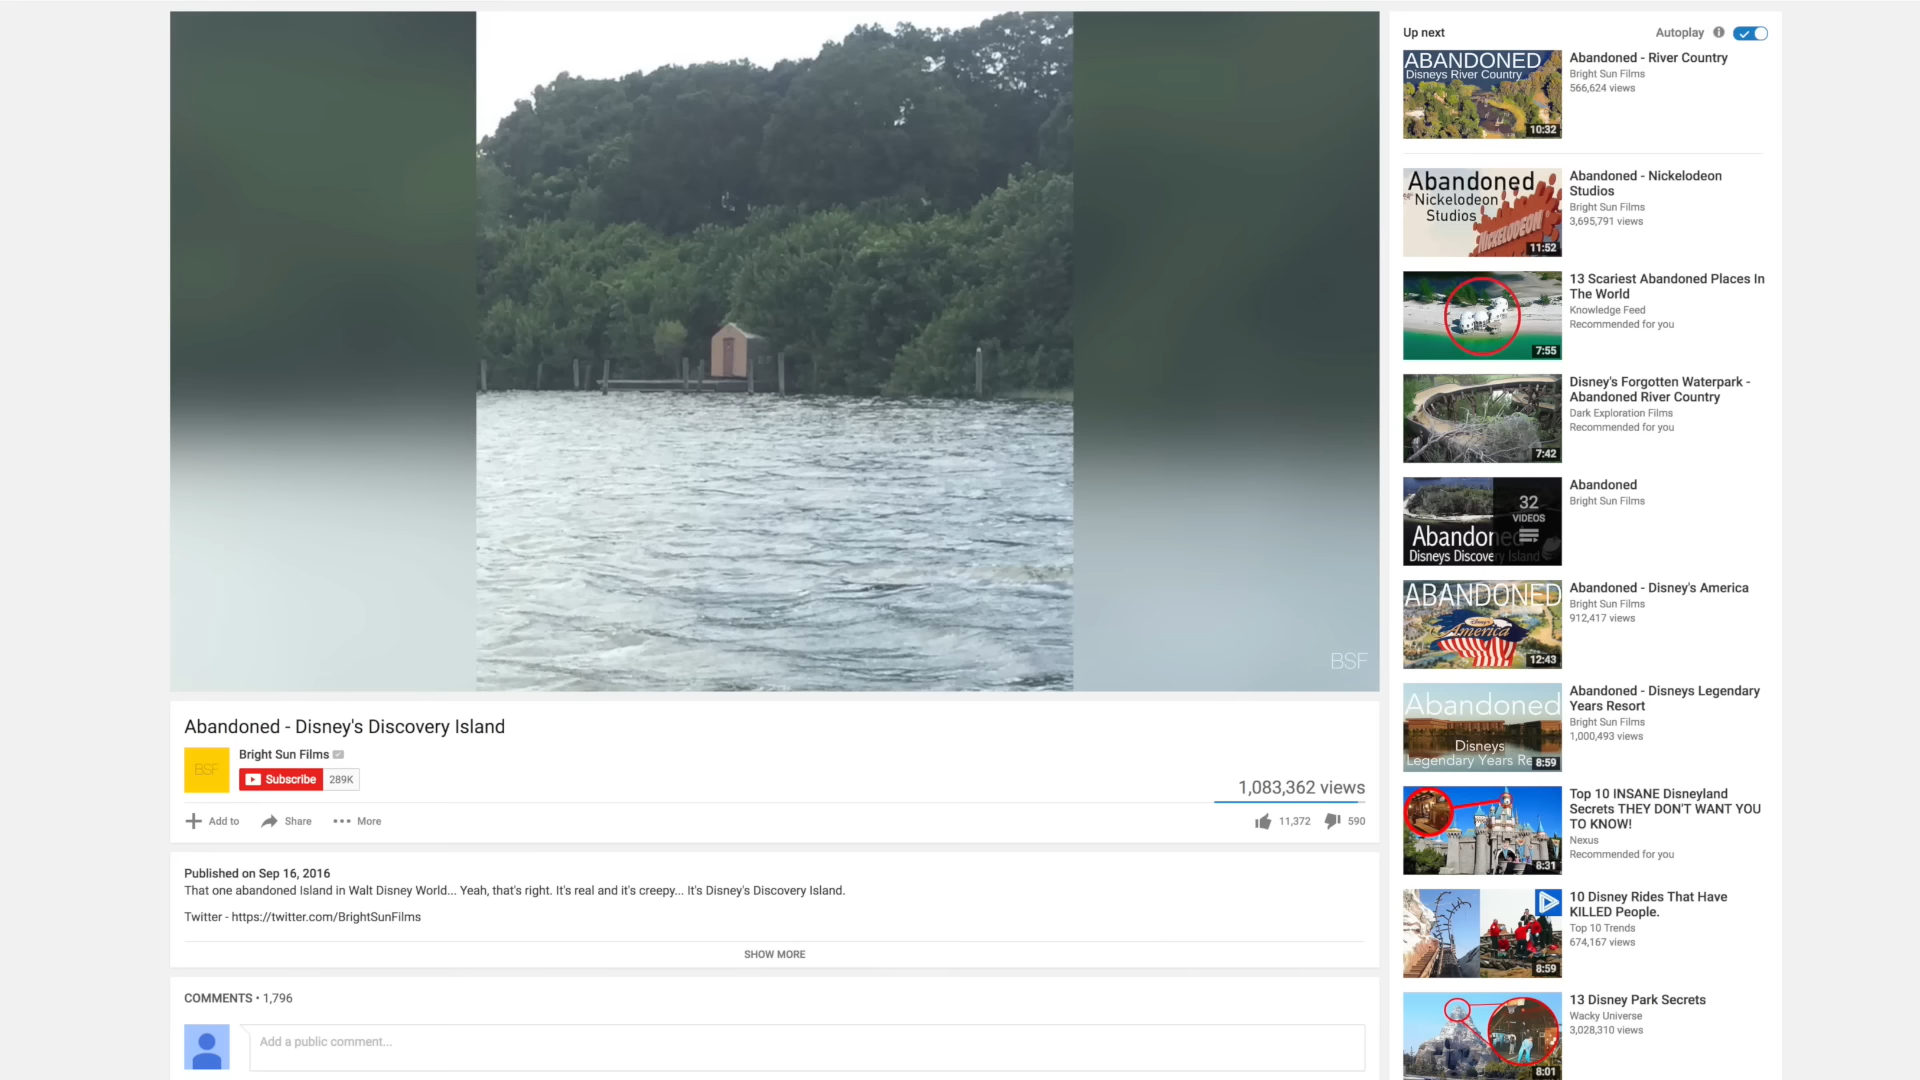 BSF
Abandoned - Disney's Discovery Island
BSF
Bright Sun Films
Subscribe 289K
1,083,362 views
Add to Share More
11,372 590
Published on Sep 16, 2016
That one abandoned Island in Walt Disney World... Yeah, that's right. It's real and it's creepy... It's Disney's Discovery Island.
Twitter - https://twitter.com/BrightSunFilms
SHOW MORE
COMMENTS • 1,796
Add a public comment...
Up next
Autoplay
ABANDONED
Disneys River Country
10:32
Abandoned - River Country
Bright Sun Films
566,624 views
Abandoned
Nickelodeon
Studios
NICKELODEON
11:52
Abandoned - Nickelodeon
Studios
Bright Sun Films
3,695,791 views
7:55
13 Scariest Abandoned Places In
The World
Knowledge Feed
Recommended for you
7:42
Disney's Forgotten Waterpark -
Abandoned River Country
Dark Exploration Films
Recommended for you
32
VIDEOS
Abandone
Disneys Discovery Island
Abandoned
Bright Sun Films
ABANDONED
Disney's
America
12:43
Abandoned - Disney's America
Bright Sun Films
912,417 views
Abandoned
Disneys
Legendary Years Re
8:59
Abandoned - Disneys Legendary
Years Resort
Bright Sun Films
1,000,493 views
8:31
Top 10 INSANE Disneyland
Secrets THEY DON'T WANT YOU
TO KNOW!
Nexus
Recommended for you
8:59
10 Disney Rides That Have
KILLED People.
Top 10 Trends
674,167 views
8:01
13 Disney Park Secrets
Wacky Universe
3,028,310 views